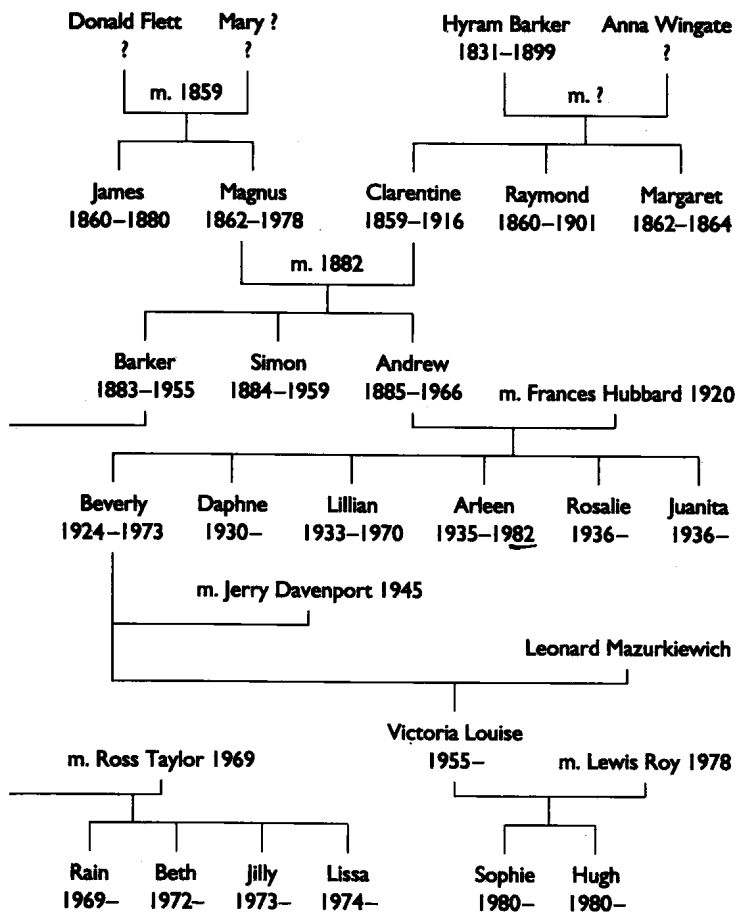 Donald Flett Mary ? Hyram Barker Anna Wingate
? ? 1831–1899 ?
m. 1859 m. ?
James Magnus Clarentine Raymond Margaret
1860–1880 1862–1978 1859–1916 1860–1901 1862–1864
m. 1882
Barker Simon Andrew
1883–1955 1884–1959 1885–1966 m. Frances Hubbard 1920
Beverly Daphne Lillian Arleen Rosalie Juanita
1924–1973 1930– 1933–1970 1935–1982 1936– 1936–
m. Jerry Davenport 1945
Leonard Mazurkiewich
Victoria Louise
m. Ross Taylor 1969 1955– m. Lewis Roy 1978
Rain Beth Jilly Lissa Sophie Hugh
1969– 1972– 1973– 1974– 1980– 1980–